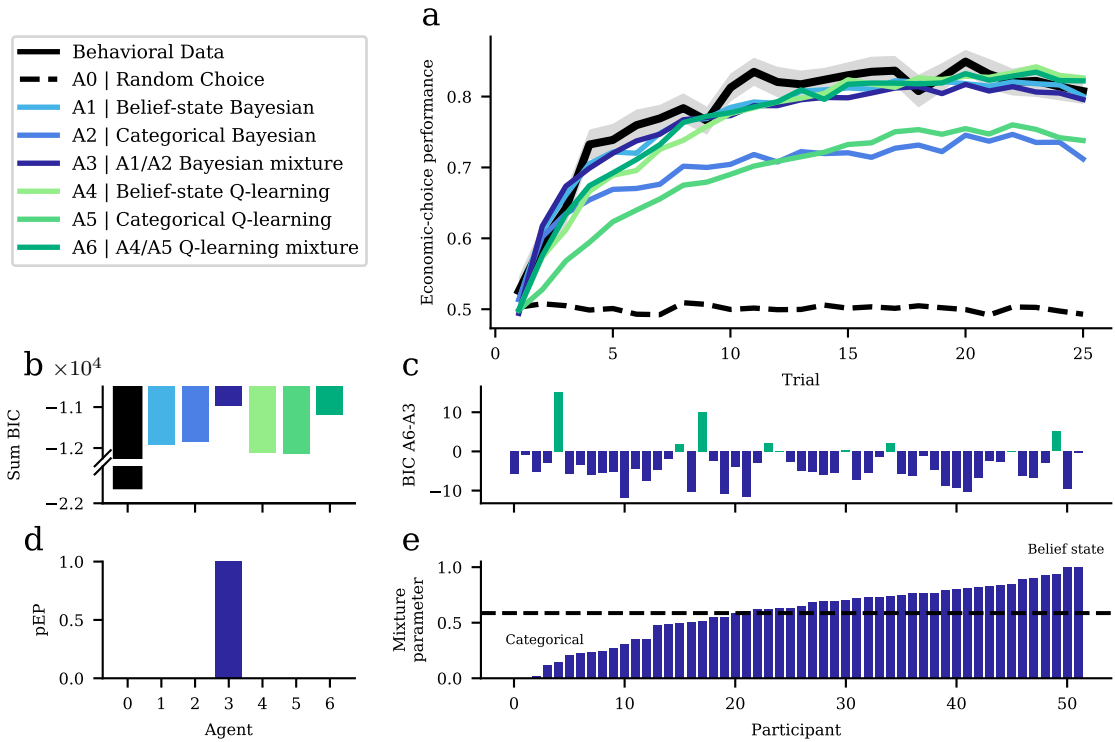 a
Behavioral Data
A0 | Random Choice
A1 | Belief-state Bayesian
A2 | Categorical Bayesian
A3 | A1/A2 Bayesian mixture
A4 | Belief-state Q-learning
A5 | Categorical Q-learning
A6 | A4/A5 Q-learning mixture
Economic-choice performance
0.8
0.7
0.6
0.5
0 5 10 15 20 25
Trial
b ×10⁴
Sum BIC
−1.1
−1.2
−2.2
c
BIC A6-A3
10
0
−10
d
pEP
1.0
0.5
0.0
0 1 2 3 4 5 6
Agent
e
Mixture
parameter
1.0
0.5
0.0
Belief state
Categorical
0 10 20 30 40 50
Participant